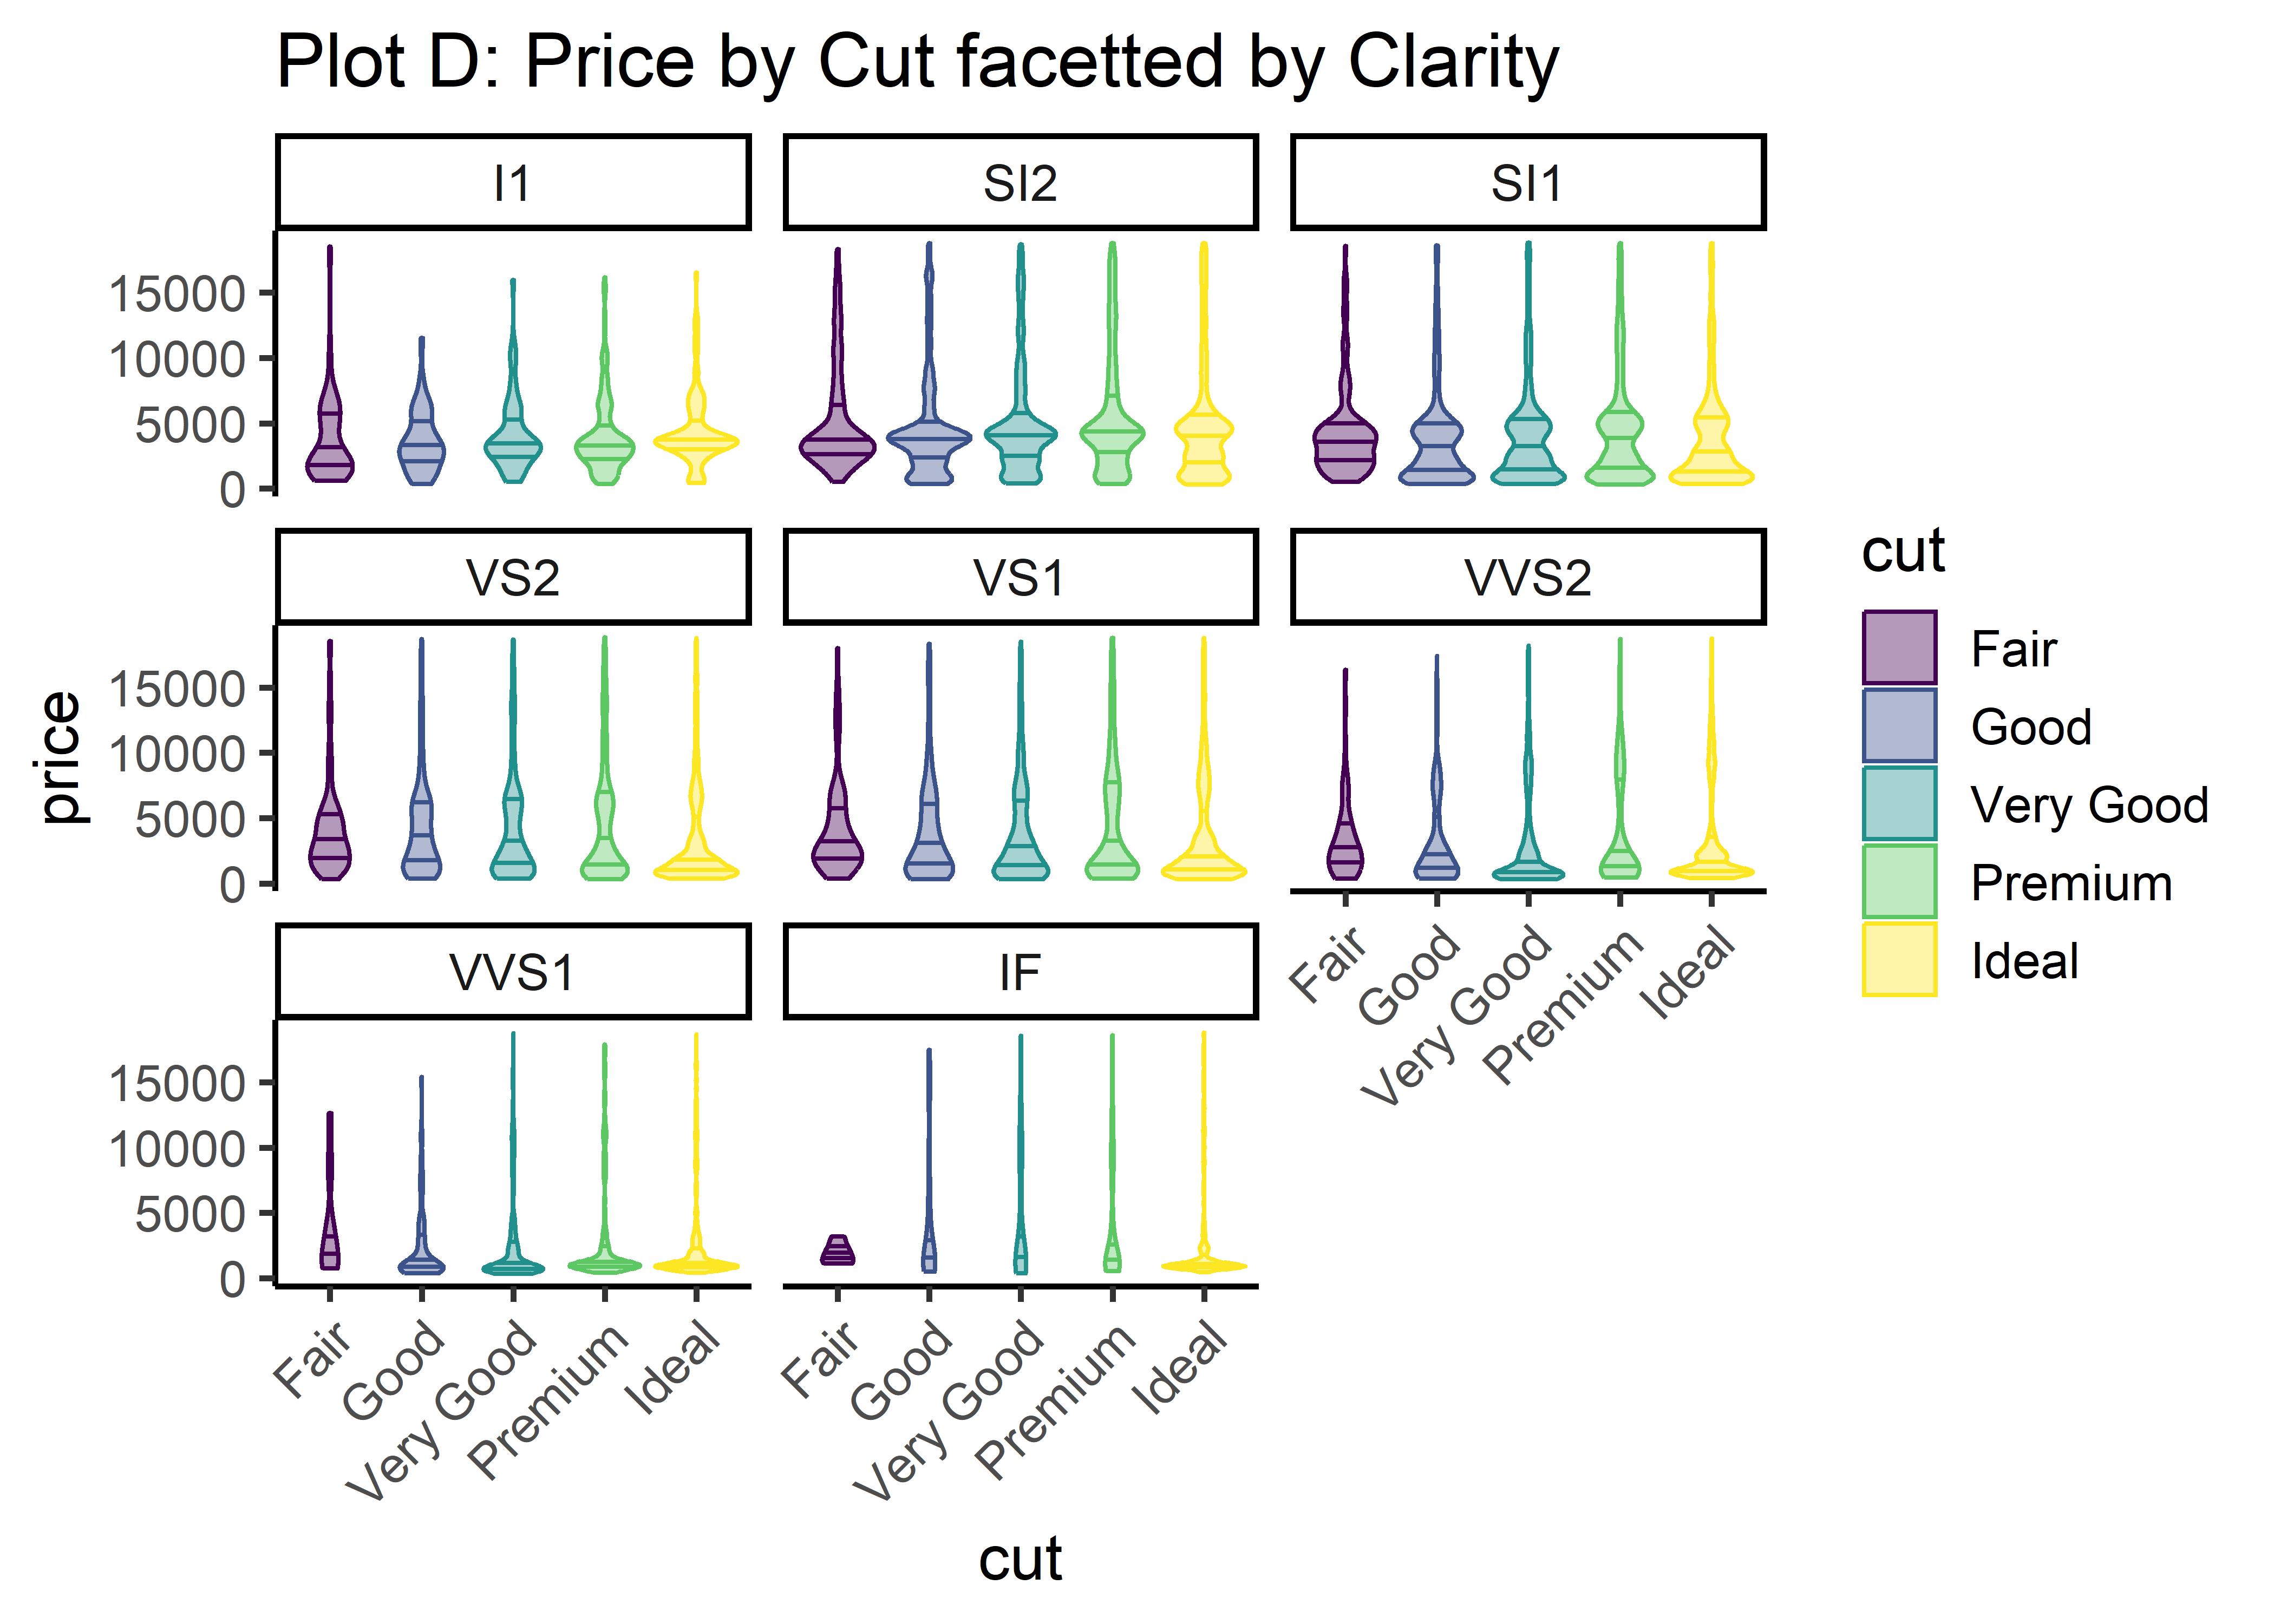 Plot D: Price by Cut facetted by Clarity
I1
SI2
SI1
15000
10000
5000
0
VS2
VS1
VVS2
15000
10000
5000
0
Fair
Good
Very Good
Premium
Ideal
VVS1
IF
15000
10000
5000
0
Fair
Good
Very Good
Premium
Ideal
Fair
Good
Very Good
Premium
Ideal
price
cut
cut
Fair
Good
Very Good
Premium
Ideal